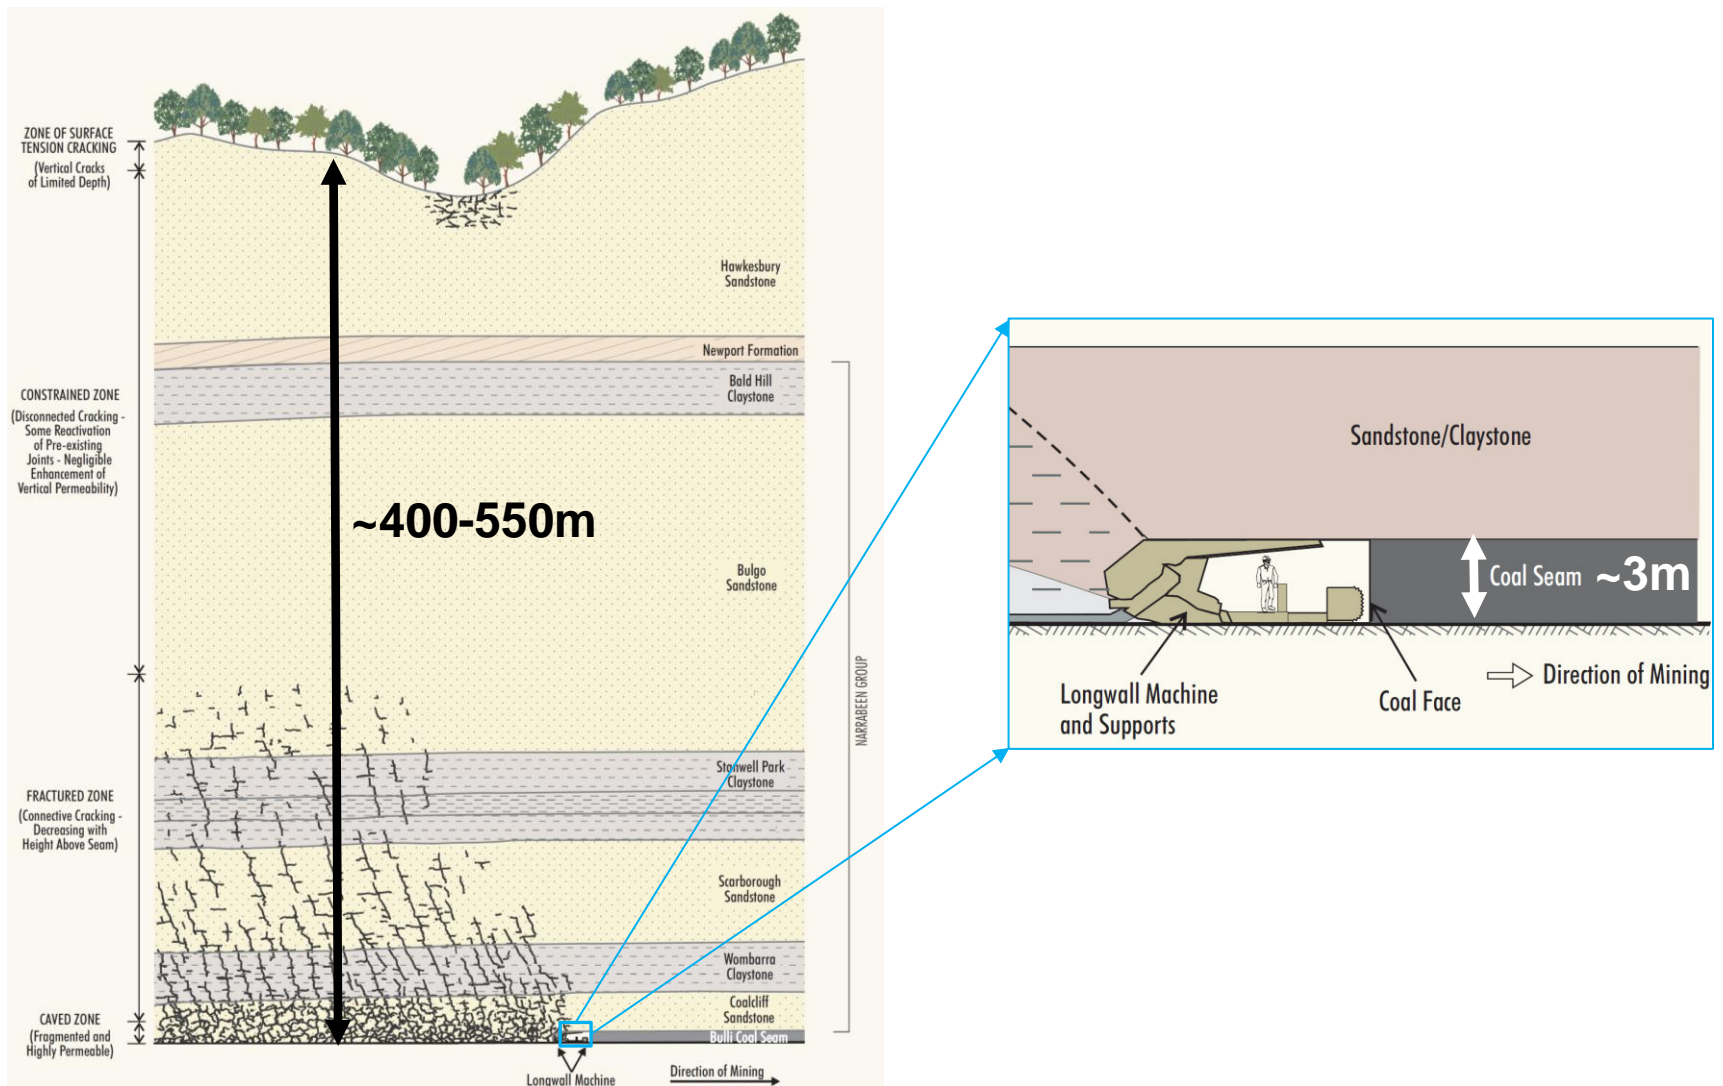 ZONE OF SURFACE
TENSION CRACKING
(Vertical Cracks
of Limited Depth)
Hawkesbury
Sandstone
Newport Formation
Bald Hill
Claystone
CONSTRAINED ZONE
(Disconnected Cracking -
Some Reactivation
of Pre-existing
Joints - Negligible
Enhancement of
Vertical Permeability)
~400-550m
Bulgo
Sandstone
NARRABEEN GROUP
Stanwell Park
Claystone
FRACTURED ZONE
(Connective Cracking -
Decreasing with
Height Above Seam)
Scarborough
Sandstone
Wombarra
Claystone
Coalcliff
Sandstone
CAVED ZONE
(Fragmented and
Highly Permeable)
Bulli Coal Seam
Longwall Machine
Direction of Mining
Sandstone/Claystone
Coal Seam ~3m
Longwall Machine
and Supports
Coal Face
Direction of Mining